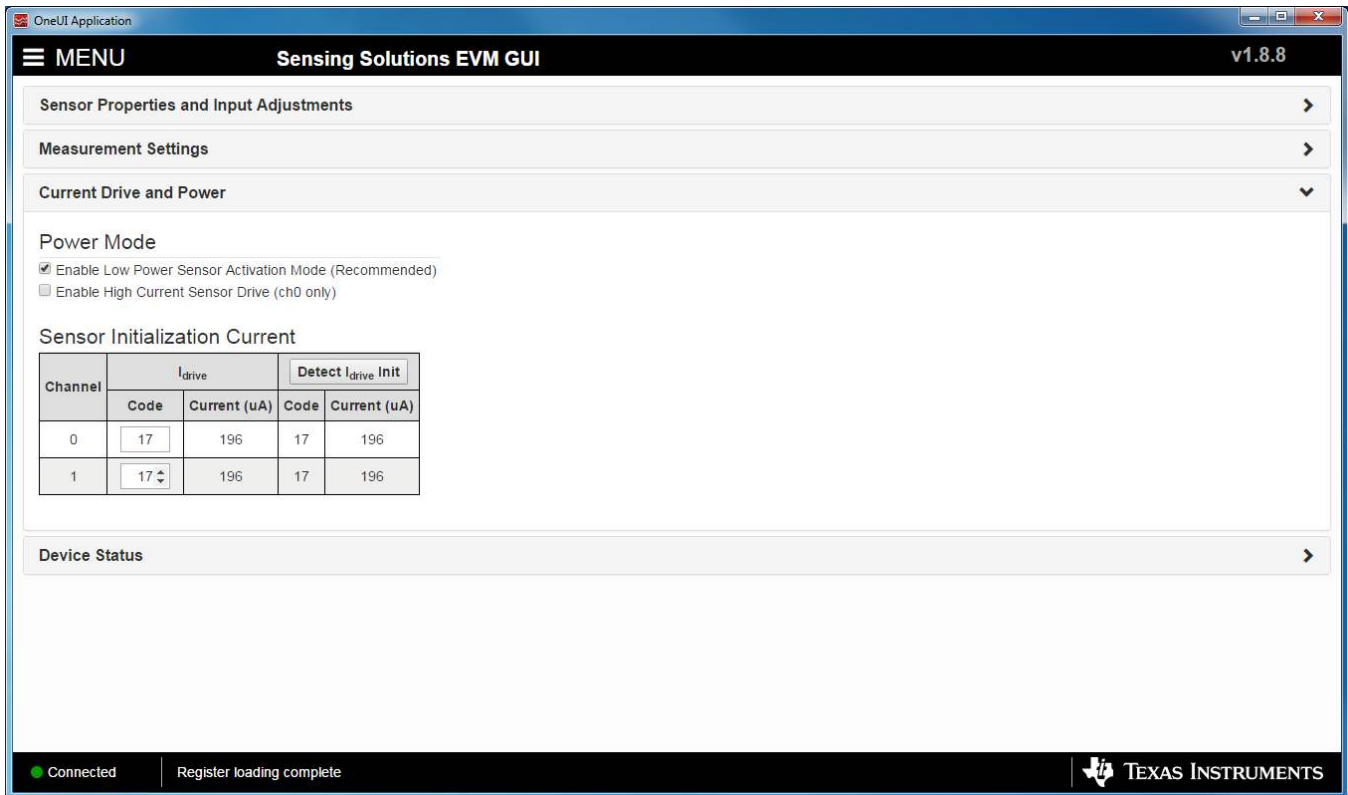 OneUI Application
MENU Sensing Solutions EVM GUI v1.8.8
Sensor Properties and Input Adjustments
Measurement Settings
Current Drive and Power
Power Mode
Enable Low Power Sensor Activation Mode (Recommended)
Enable High Current Sensor Drive (ch0 only)
Sensor Initialization Current
Channel Idrive Detect Idrive Init
Code Current (uA) Code Current (uA)
0 17 196 17 196
1 17 196 17 196
Device Status
Connected Register loading complete TEXAS INSTRUMENTS